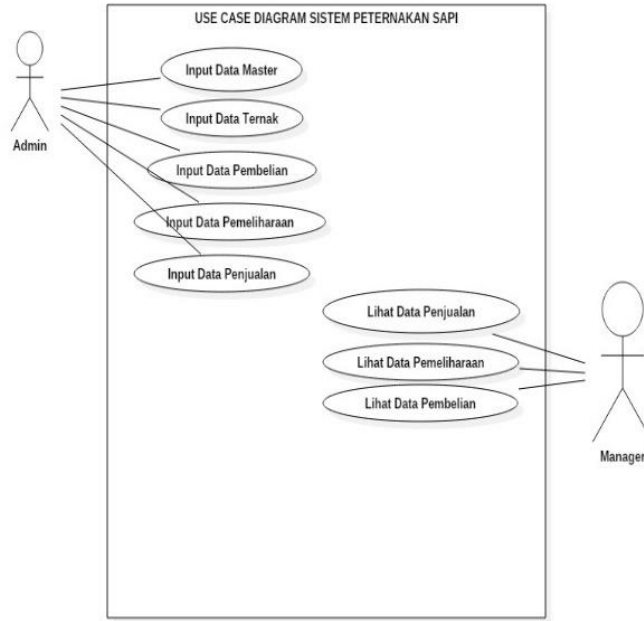 USE CASE DIAGRAM SISTEM PETERNAKAN SAPI
Input Data Master
Input Data Ternak
Admin
Input Data Pembelian
Input Data Pemeliharaan
Input Data Penjualan
Lihat Data Penjualan
Lihat Data Pemeliharaan
Lihat Data Pembelian
Manager